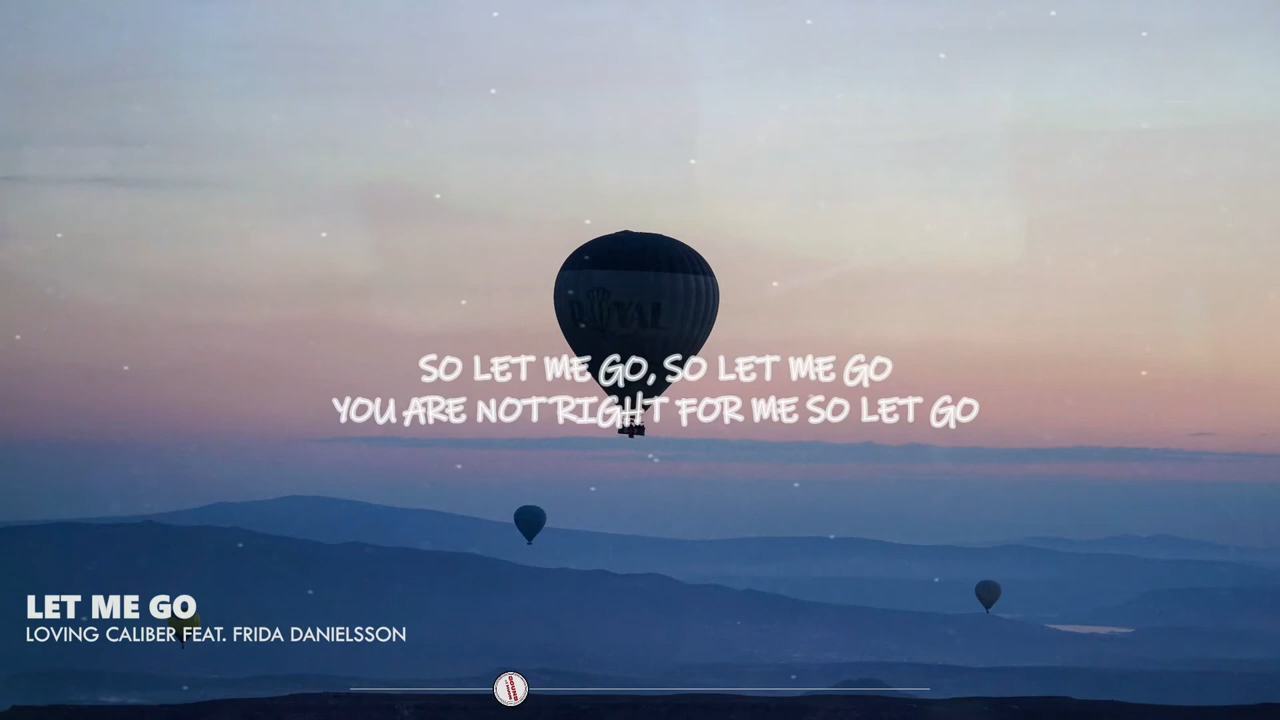 ROYAL
SO LET ME GO, SO LET ME GO
YOU ARE NOT RIGHT FOR ME SO LET GO
LET ME GO
LOVING CALIBER FEAT. FRIDA DANIELSSON